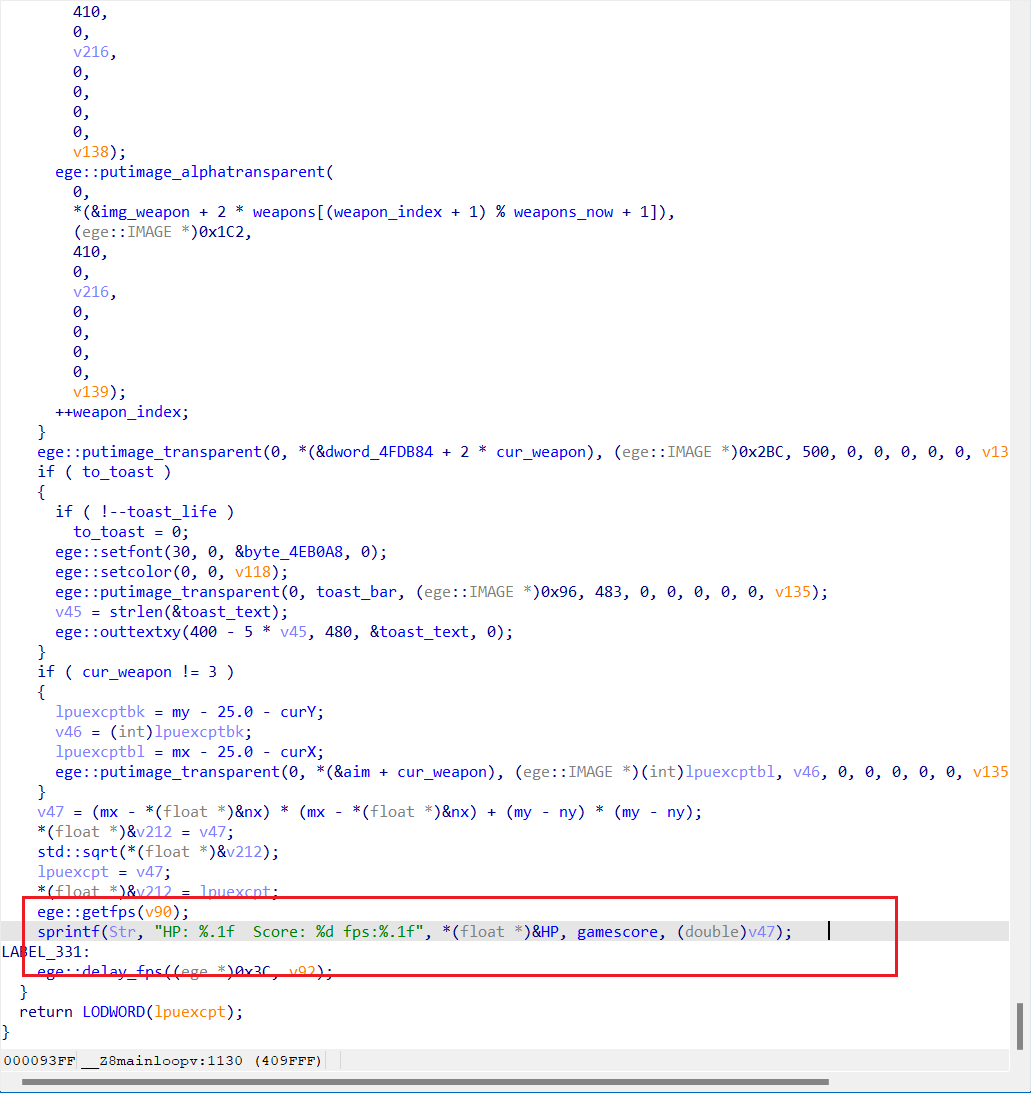 410,
0,
v216,
0,
0,
0,
0,
v138);
ege::putimage_alphatransparent(
0,
*(&img_weapon + 2 * weapons[(weapon_index + 1) % weapons_now + 1]),
(ege::IMAGE *)0x1C2,
410,
0,
v216,
0,
0,
0,
0,
v139);
++weapon_index;
}
ege::putimage_transparent(0, *(&dword_4FDB84 + 2 * cur_weapon), (ege::IMAGE *)0x2BC, 500, 0, 0, 0, 0, 0, v13
if ( to_toast )
{
if ( !--toast_life )
to_toast = 0;
ege::setfont(30, 0, &byte_4EB0A8, 0);
ege::setcolor(0, 0, v118);
ege::putimage_transparent(0, toast_bar, (ege::IMAGE *)0x96, 483, 0, 0, 0, 0, 0, v135);
v45 = strlen(&toast_text);
ege::outtextxy(400 - 5 * v45, 480, &toast_text, 0);
}
if ( cur_weapon != 3 )
{
lpuexcptbk = my - 25.0 - curY;
v46 = (int)lpuexcptbk;
lpuexcptbl = mx - 25.0 - curX;
ege::putimage_transparent(0, *(&aim + cur_weapon), (ege::IMAGE *)(int)lpuexcptbl, v46, 0, 0, 0, 0, 0, v135
}
v47 = (mx - *(float *)&nx) * (mx - *(float *)&nx) + (my - ny) * (my - ny);
*(float *)&v212 = v47;
std::sqrt(*(float *)&v212);
lpuexcpt = v47;
*(float *)&v212 = lpuexcpt;
ege::getfps(v90);
sprintf(Str, "HP: %.1f  Score: %d fps:%.1f", *(float *)&HP, gamescore, (double)v47);
LABEL_331:
ege::delay_fps((ege *)0x3C, v92);
}
return LODWORD(lpuexcpt);
}
000093FF __Z8mainloopv:1130 (409FFF)